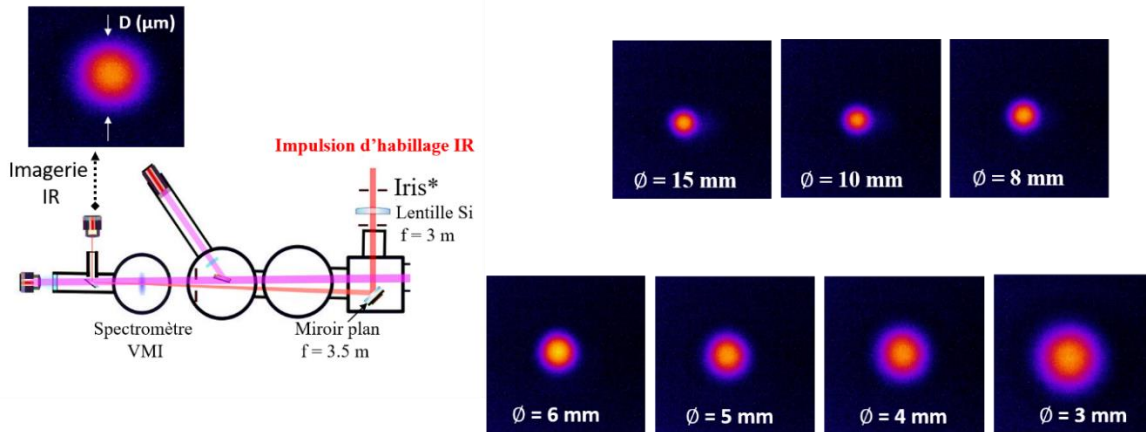 D (µm)
Imagerie
IR
Impulsion d’habillage IR
Iris*
Lentille Si
f = 3 m
Spectromètre
VMI
Miroir plan
f = 3.5 m
Ø = 15 mm
Ø = 10 mm
Ø = 8 mm
Ø = 6 mm
Ø = 5 mm
Ø = 4 mm
Ø = 3 mm